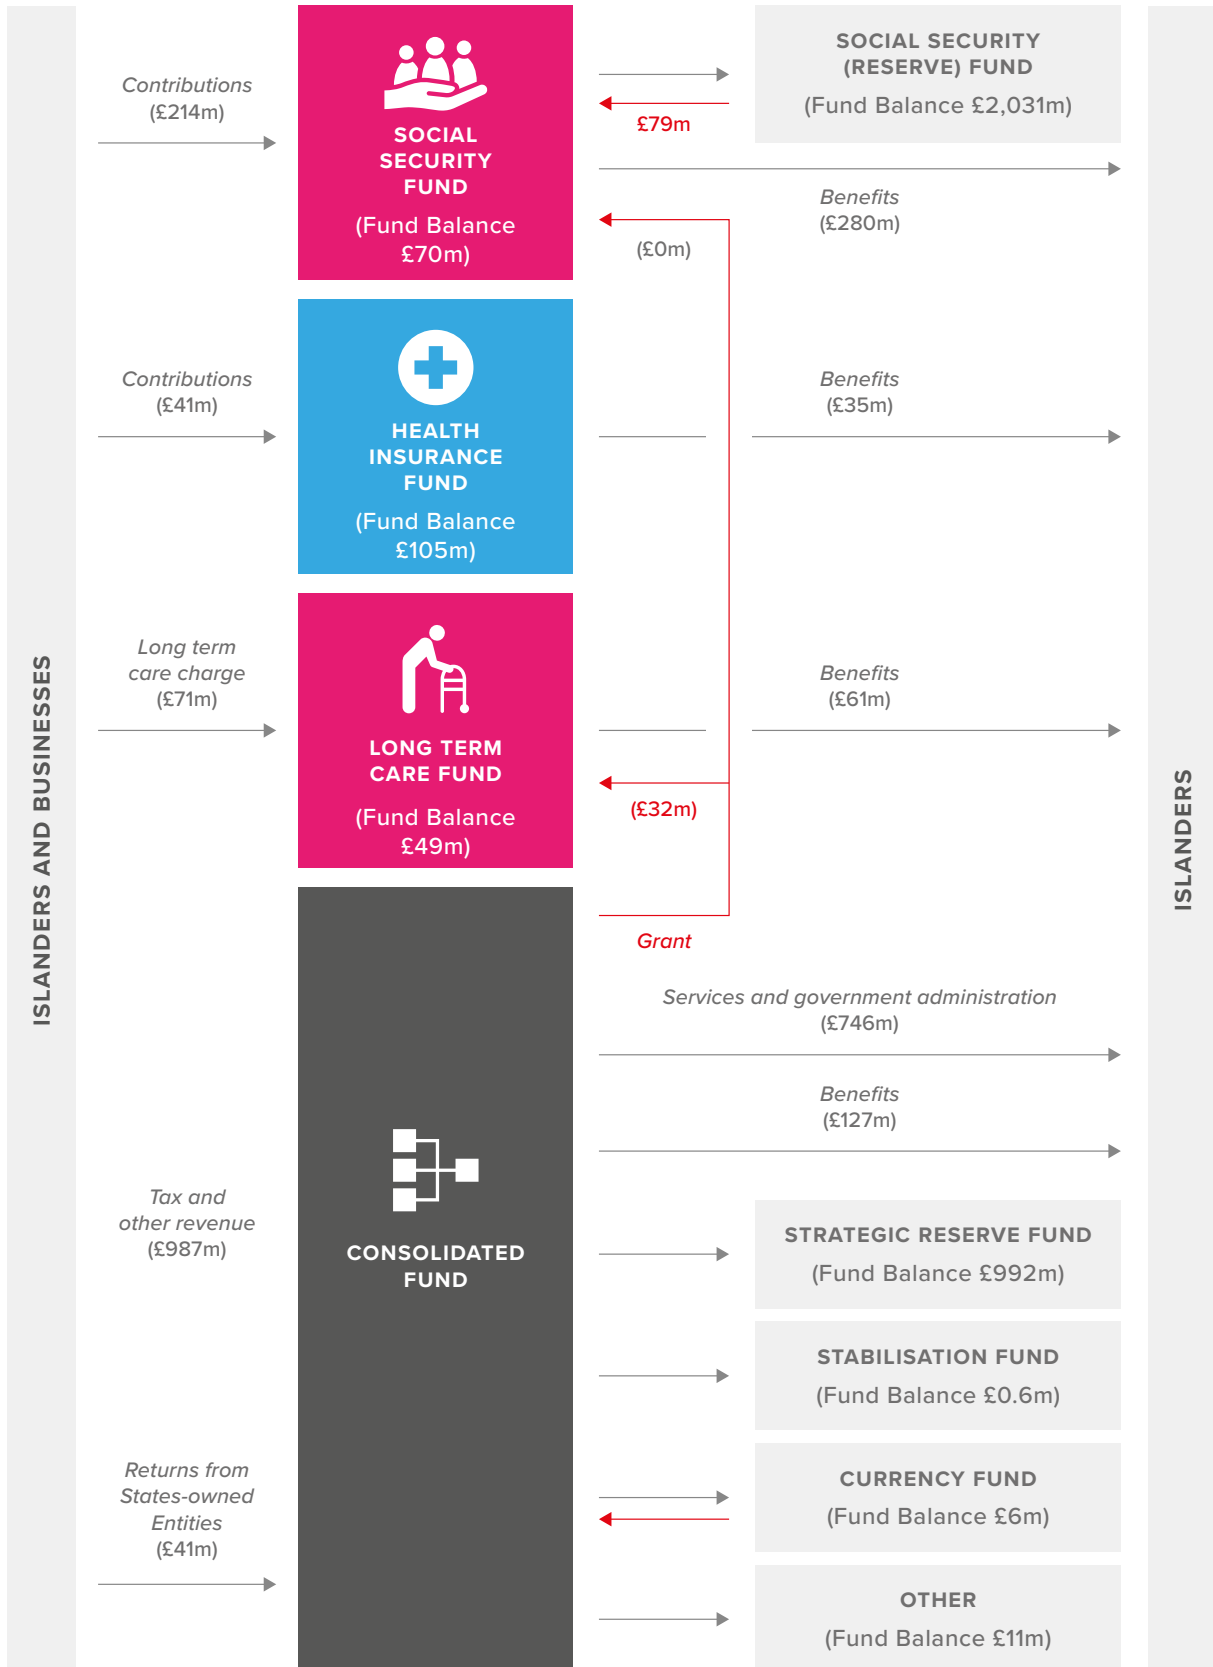 ISLANDERS AND BUSINESSES
Contributions
(£214m)
SOCIAL
SECURITY
FUND
(Fund Balance
£70m)
£79m
SOCIAL SECURITY
(RESERVE) FUND
(Fund Balance £2,031m)
Benefits
(£280m)
(£0m)
Contributions
(£41m)
HEALTH
INSURANCE
FUND
(Fund Balance
£105m)
Benefits
(£35m)
Long term
care charge
(£71m)
LONG TERM
CARE FUND
(Fund Balance
£49m)
Benefits
(£61m)
(£32m)
Grant
Services and government administration
(£746m)
Benefits
(£127m)
Tax and
other revenue
(£987m)
CONSOLIDATED
FUND
STRATEGIC RESERVE FUND
(Fund Balance £992m)
STABILISATION FUND
(Fund Balance £0.6m)
Returns from
States-owned
Entities
(£41m)
CURRENCY FUND
(Fund Balance £6m)
OTHER
(Fund Balance £11m)
ISLANDERS